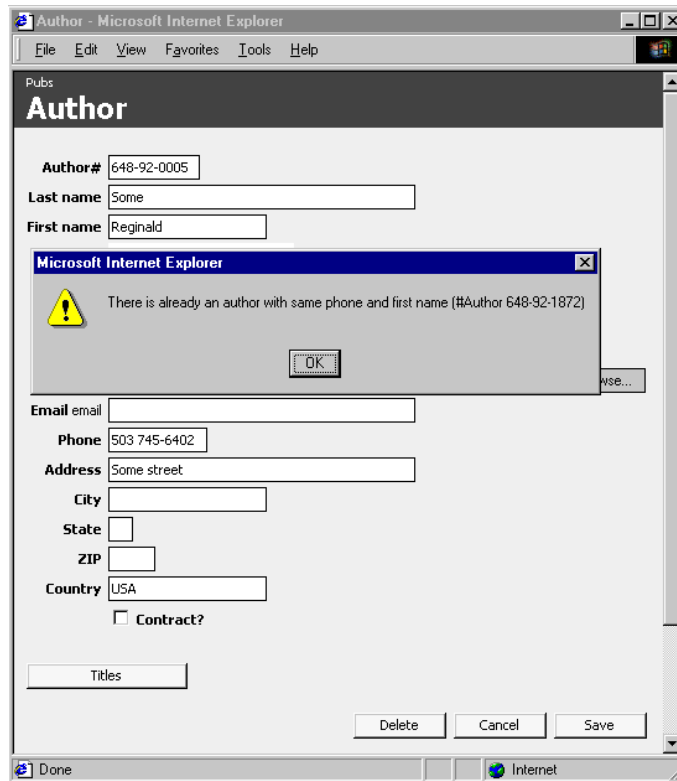 Author - Microsoft Internet Explorer
File Edit View Favorites Tools Help
Pubs
Author
Author# 648-92-0005
Last name Some
First name Reginald
Microsoft Internet Explorer
There is already an author with same phone and first name (#Author 648-92-1872)
OK
wse...
Email email
Phone 503 745-6402
Address Some street
City
State
ZIP
Country USA
Contract?
Titles
Delete Cancel Save
Done Internet